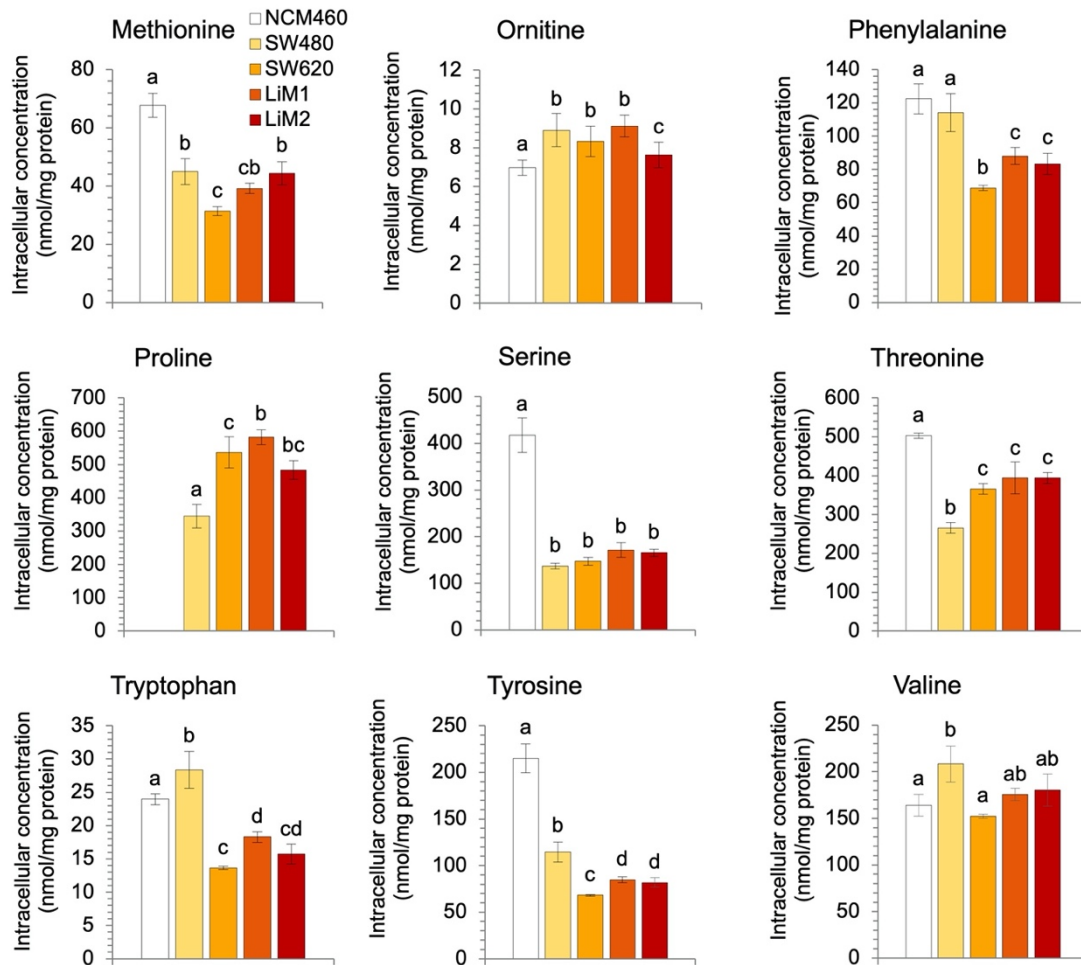 Methionine
NCM460
SW480
SW620
LiM1
LiM2
Intracellular concentration
(nmol/mg protein)
80
60
40
20
0
a
b
c
cb
b
Ornitine
Intracellular concentration
(nmol/mg protein)
12
10
8
6
4
2
0
a
b
b
b
c
Phenylalanine
Intracellular concentration
(nmol/mg protein)
140
120
100
80
60
40
20
0
a
a
b
c
c
Proline
Intracellular concentration
(nmol/mg protein)
700
600
500
400
300
200
100
0
a
c
b
bc
Serine
Intracellular concentration
(nmol/mg protein)
500
400
300
200
100
0
a
b
b
b
b
Threonine
Intracellular concentration
(nmol/mg protein)
600
500
400
300
200
100
0
a
b
c
c
c
Tryptophan
Intracellular concentration
(nmol/mg protein)
35
30
25
20
15
10
5
0
a
b
c
d
cd
Tyrosine
Intracellular concentration
(nmol/mg protein)
250
200
150
100
50
0
a
b
c
d
d
Valine
Intracellular concentration
(nmol/mg protein)
250
200
150
100
50
0
a
b
a
ab
ab